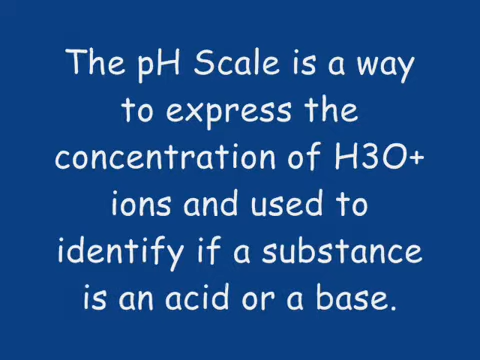 The pH Scale is a way
to express the
concentration of H3O+
ions and used to
identify if a substance
is an acid or a base.